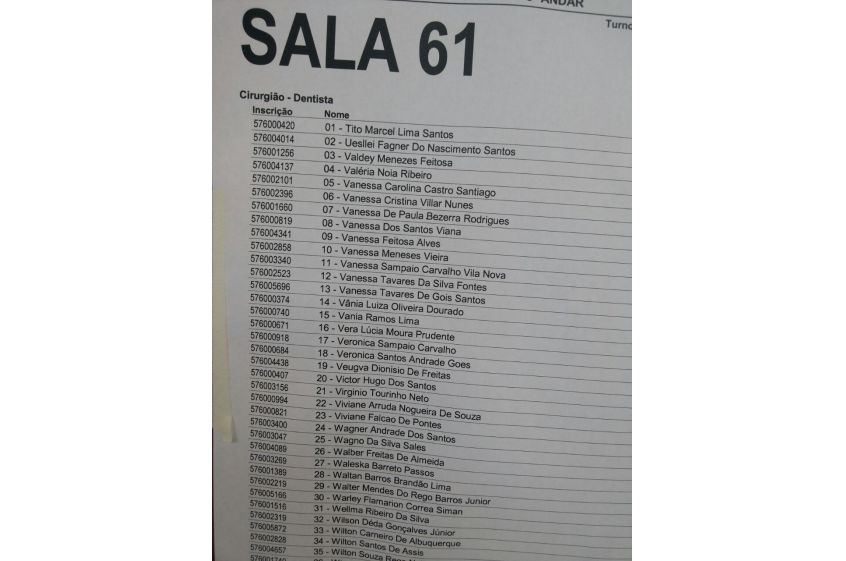 ANDAR
Turno
SALA 61
Cirurgião - Dentista
Inscrição Nome
576000420 01 - Tito Marcel Lima Santos
576004014 02 - Uesllei Fagner Do Nascimento Santos
576001256 03 - Valdey Menezes Feitosa
576004137 04 - Valéria Noia Ribeiro
576002101 05 - Vanessa Carolina Castro Santiago
576002396 06 - Vanessa Cristina Villar Nunes
576001660 07 - Vanessa De Paula Bezerra Rodrigues
576000819 08 - Vanessa Dos Santos Viana
576004341 09 - Vanessa Feitosa Alves
576002858 10 - Vanessa Meneses Vieira
576003340 11 - Vanessa Sampaio Carvalho Vila Nova
576002523 12 - Vanessa Tavares Da Silva Fontes
576005696 13 - Vanessa Tavares De Gois Santos
576000374 14 - Vânia Luiza Oliveira Dourado
576000740 15 - Vania Ramos Lima
576000671 16 - Vera Lúcia Moura Prudente
576000918 17 - Veronica Sampaio Carvalho
576000684 18 - Veronica Santos Andrade Goes
576004438 19 - Veugva Dionisio De Freitas
576000407 20 - Victor Hugo Dos Santos
576003156 21 - Virginio Tourinho Neto
576000994 22 - Viviane Arruda Nogueira De Souza
576000821 23 - Viviane Falcao De Pontes
576003400 24 - Wagner Andrade Dos Santos
576003047 25 - Wagno Da Silva Sales
576004089 26 - Walber Freitas De Almeida
576003269 27 - Waleska Barreto Passos
576001389 28 - Waltan Barros Brandão Lima
576002219 29 - Walter Mendes Do Rego Barros Junior
576005166 30 - Warley Flamarion Correa Siman
576001516 31 - Wellma Ribeiro Da Silva
576002319 32 - Wilson Déda Gonçalves Júnior
576005872 33 - Wilton Carneiro De Albuquerque
576002828 34 - Wilton Santos De Assis
576004657 35 - Wilton Souza Rego